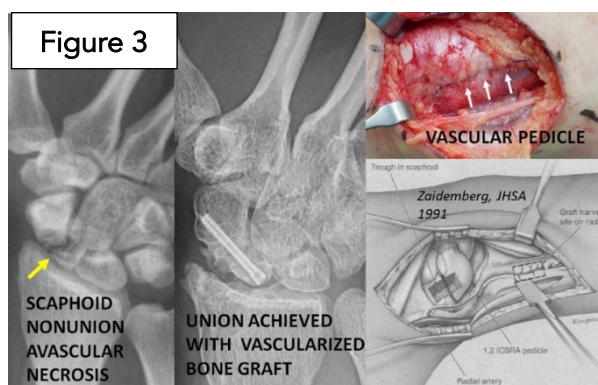 Figure 3
SCAPHOID
NONUNION
AVASCULAR
NECROSIS
UNION ACHIEVED
WITH VASCULARIZED
BONE GRAFT
VASCULAR PEDICLE
Trough in scaphoid
Zaidemberg, JHSA
1991
Graft harv
site on radi
1.2 ICSRA pedicle
Radial artery